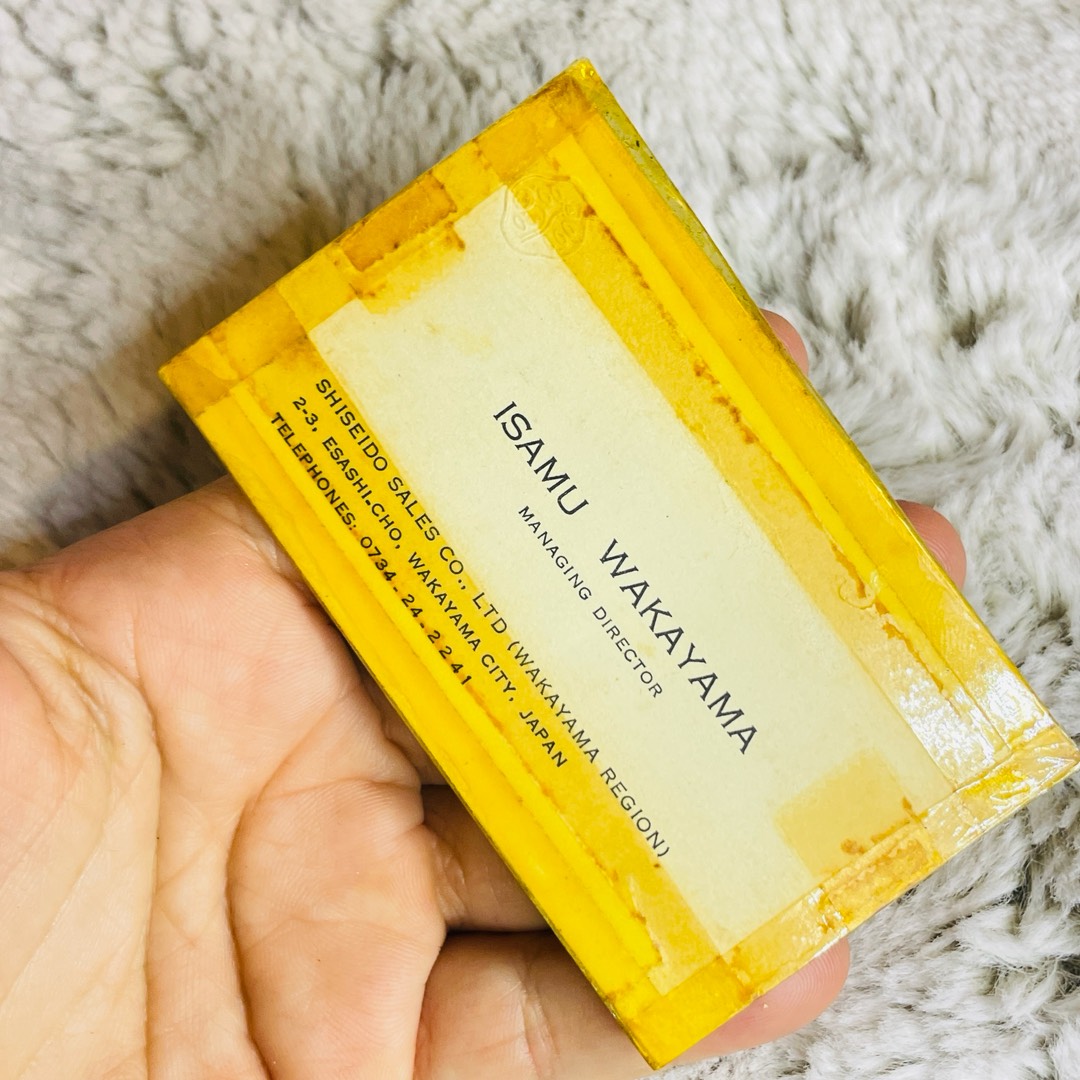 ISAMU WAKAYAMA
MANAGING DIRECTOR
SHISEIDO SALES CO., LTD (WAKAYAMA REGION)
2-3, ESASHI-CHO, WAKAYAMA CITY, JAPAN
TELEPHONES: 0734-24-2241